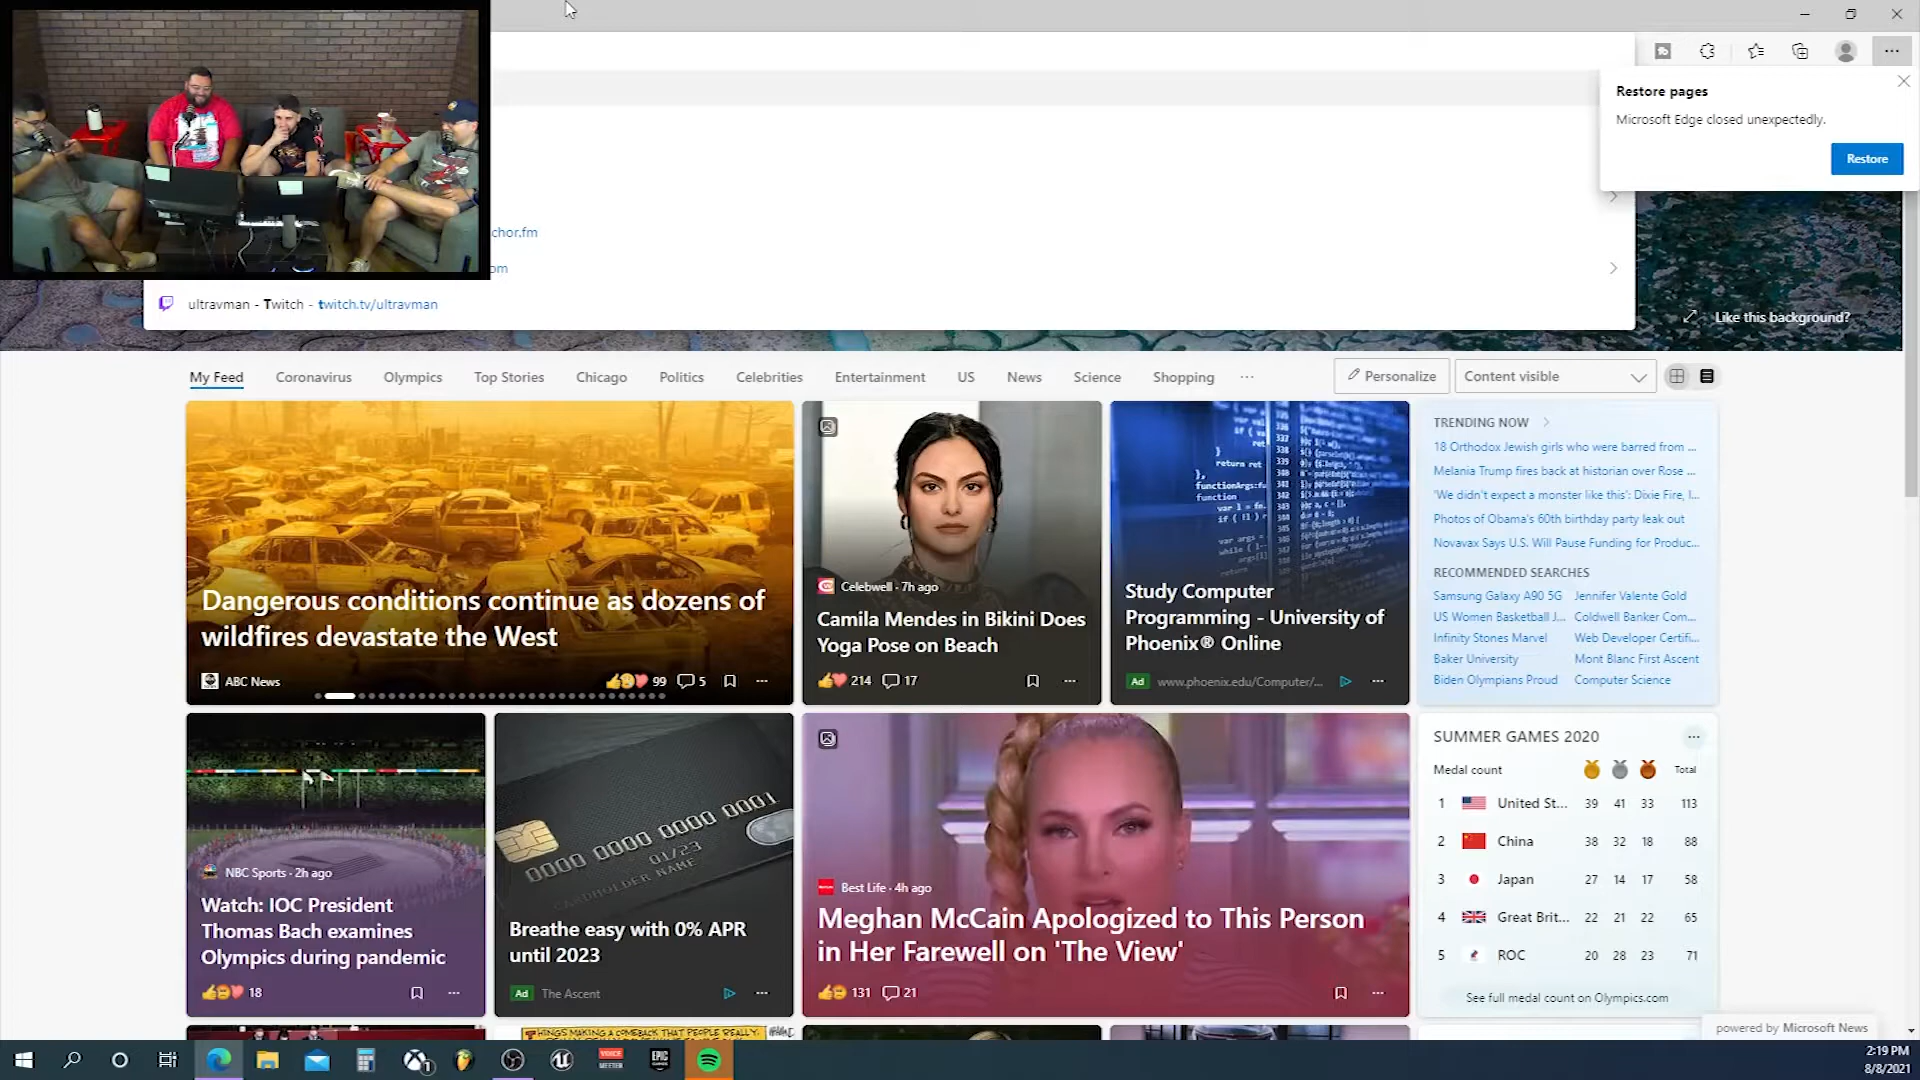 Restore pages
Microsoft Edge closed unexpectedly.
Restore
chor.fm
om
ultravman - Twitch - twitch.tv/ultravman
Like this background?
My Feed
Coronavirus
Olympics
Top Stories
Chicago
Politics
Celebrities
Entertainment
US
News
Science
Shopping
Personalize
Content visible
Dangerous conditions continue as dozens of
wildfires devastate the West
ABC News
99
5
Celebwell · 7h ago
Camila Mendes in Bikini Does
Yoga Pose on Beach
214
17
Study Computer
Programming - University of
Phoenix® Online
Ad www.phoenix.edu/Computer/...
TRENDING NOW
18 Orthodox Jewish girls who were barred from ...
Melania Trump fires back at historian over Rose ...
'We didn't expect a monster like this': Dixie Fire, l...
Photos of Obama's 60th birthday party leak out
Novavax Says U.S. Will Pause Funding for Produc...
RECOMMENDED SEARCHES
Samsung Galaxy A90 5G Jennifer Valente Gold
US Women Basketball J... Coldwell Banker Com...
Infinity Stones Marvel Web Developer Certifi...
Baker University Mont Blanc First Ascent
Biden Olympians Proud Computer Science
NBC Sports · 2h ago
Watch: IOC President
Thomas Bach examines
Olympics during pandemic
18
0000 0000 0000 0001
01/23
CARDHOLDER NAME
Breathe easy with 0% APR
until 2023
Ad The Ascent
Best Life · 4h ago
Meghan McCain Apologized to This Person
in Her Farewell on 'The View'
131
21
SUMMER GAMES 2020
Medal count Total
1 United St... 39 41 33 113
2 China 38 32 18 88
3 Japan 27 14 17 58
4 Great Brit... 22 21 22 65
5 ROC 20 28 23 71
See full medal count on Olympics.com
powered by Microsoft News
THINGS MAKING A COMEBACK THAT PEOPLE REALLY
1
VOICE
MEETER
EPIC
GAMES
2:19 PM
8/8/2021